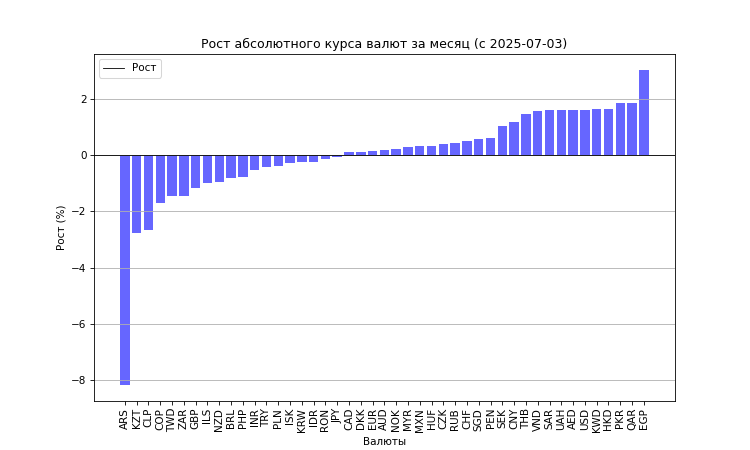 Рост абсолютного курса валют за месяц (с 2025-07-03)
Рост
2
0
−2
−4
−6
−8
Рост (%)
ARS KZT CLP COP TWD ZAR GBP ILS NZD BRL PHP INR TRY PLN ISK KRW IDR RON JPY CAD DKK EUR AUD NOK MYR MXN HUF CZK RUB CHF SGD PEN SEK CNY THB VND SAR UAH AED USD KWD HKD PKR QAR EGP
Валюты